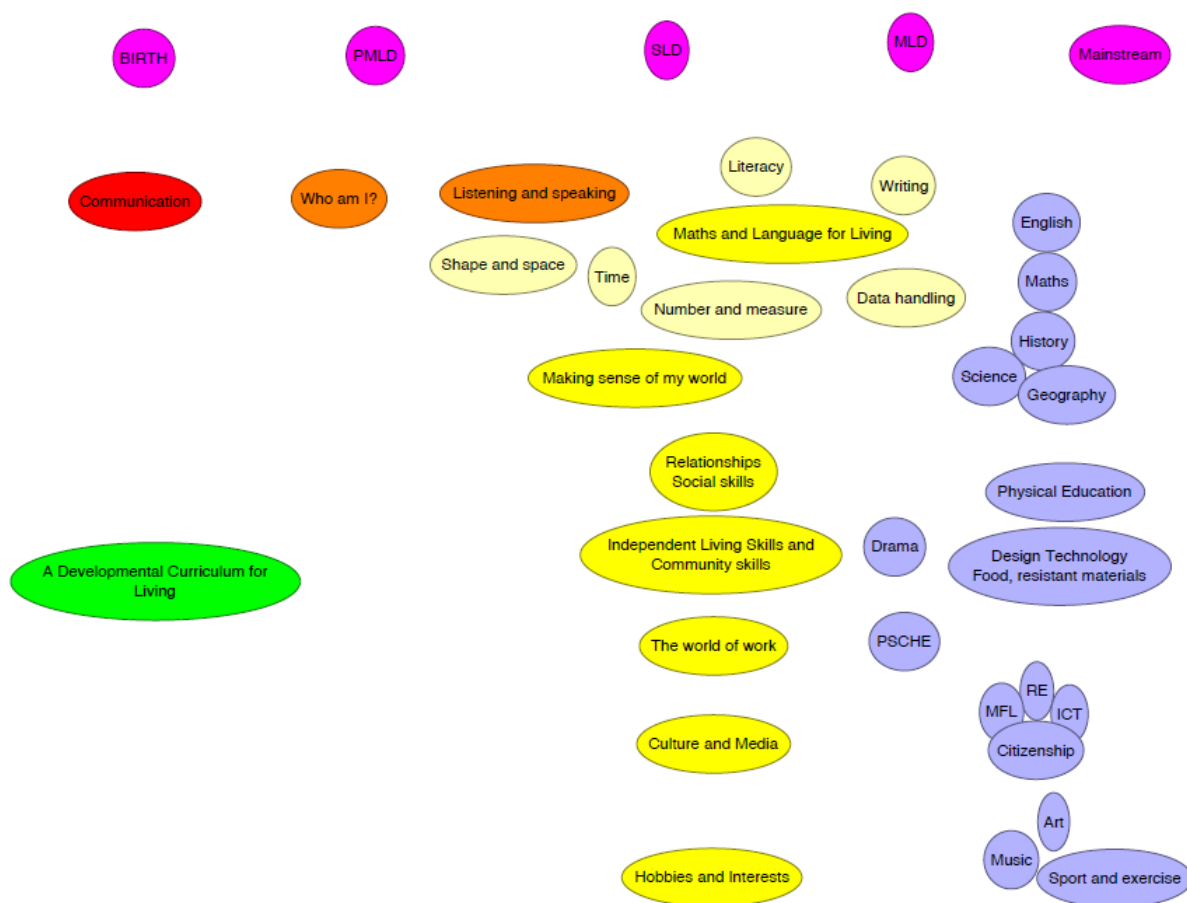 BIRTH
PMLD
SLD
MLD
Mainstream
Literacy
Writing
Communication
Who am I?
Listening and speaking
English
Maths and Language for Living
Shape and space
Time
Maths
Number and measure
Data handling
History
Making sense of my world
Science
Geography
Relationships
Social skills
Physical Education
Independent Living Skills and
Community skills
Drama
Design Technology
Food, resistant materials
A Developmental Curriculum for
Living
The world of work
PSCHE
RE
MFL
ICT
Culture and Media
Citizenship
Art
Music
Hobbies and Interests
Sport and exercise